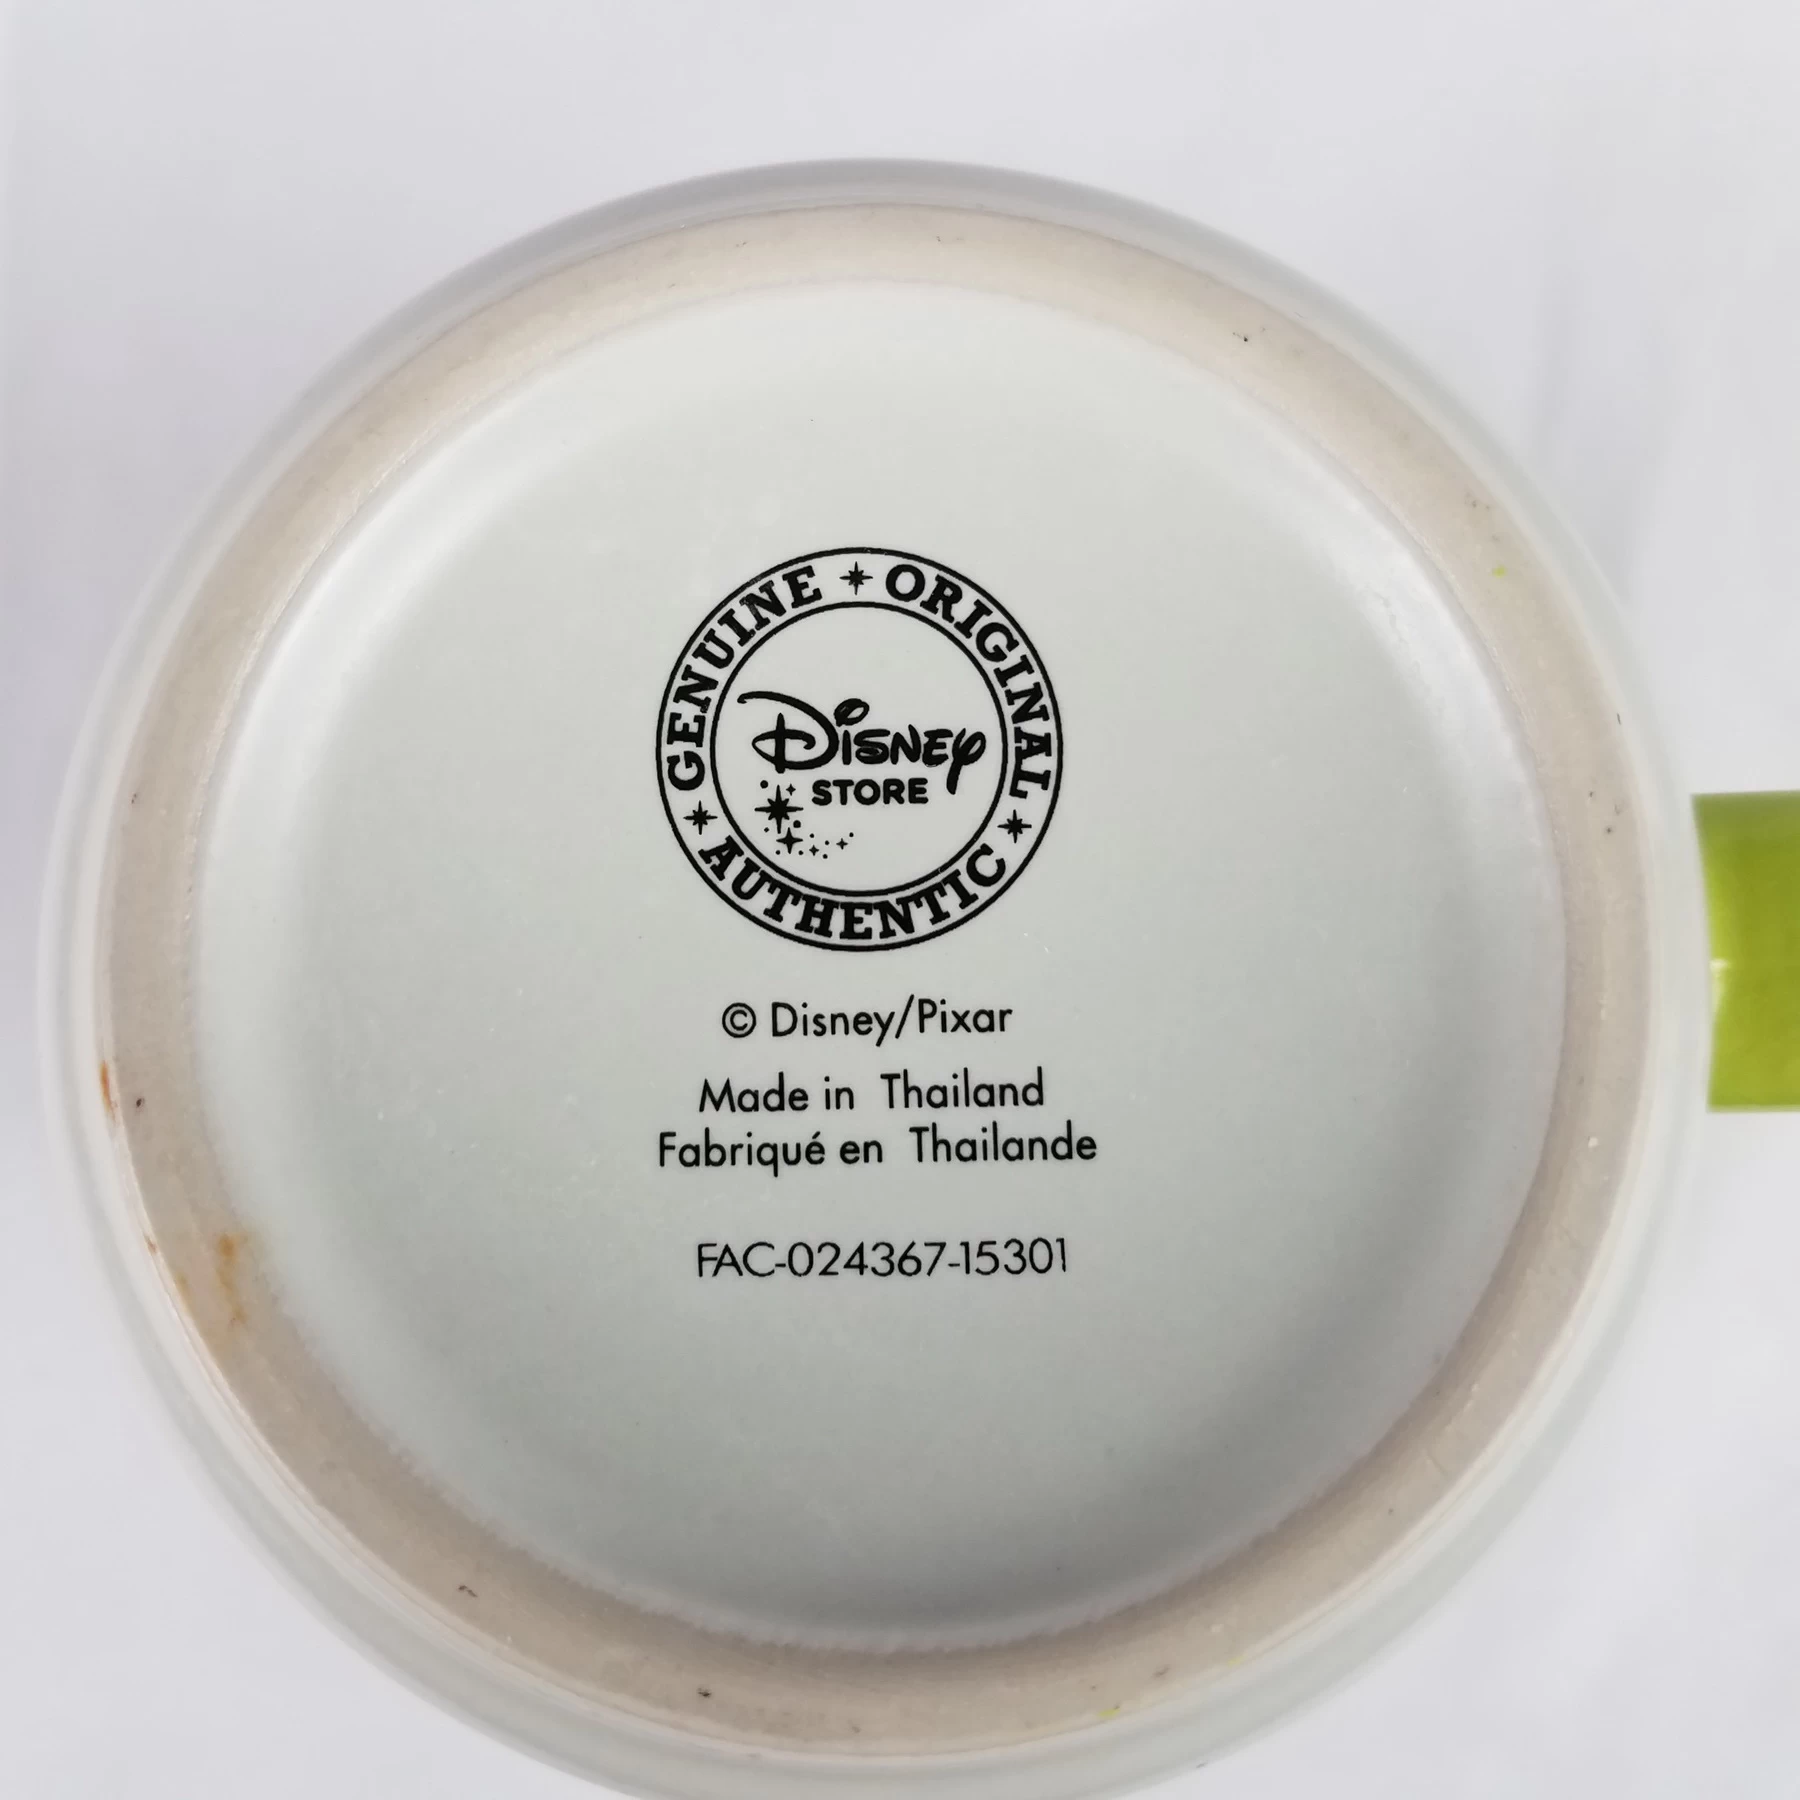 GENUINE ORIGINAL
AUTHENTIC
Disney
STORE
© Disney/Pixar
Made in Thailand
Fabriqué en Thailande
FAC-024367-15301